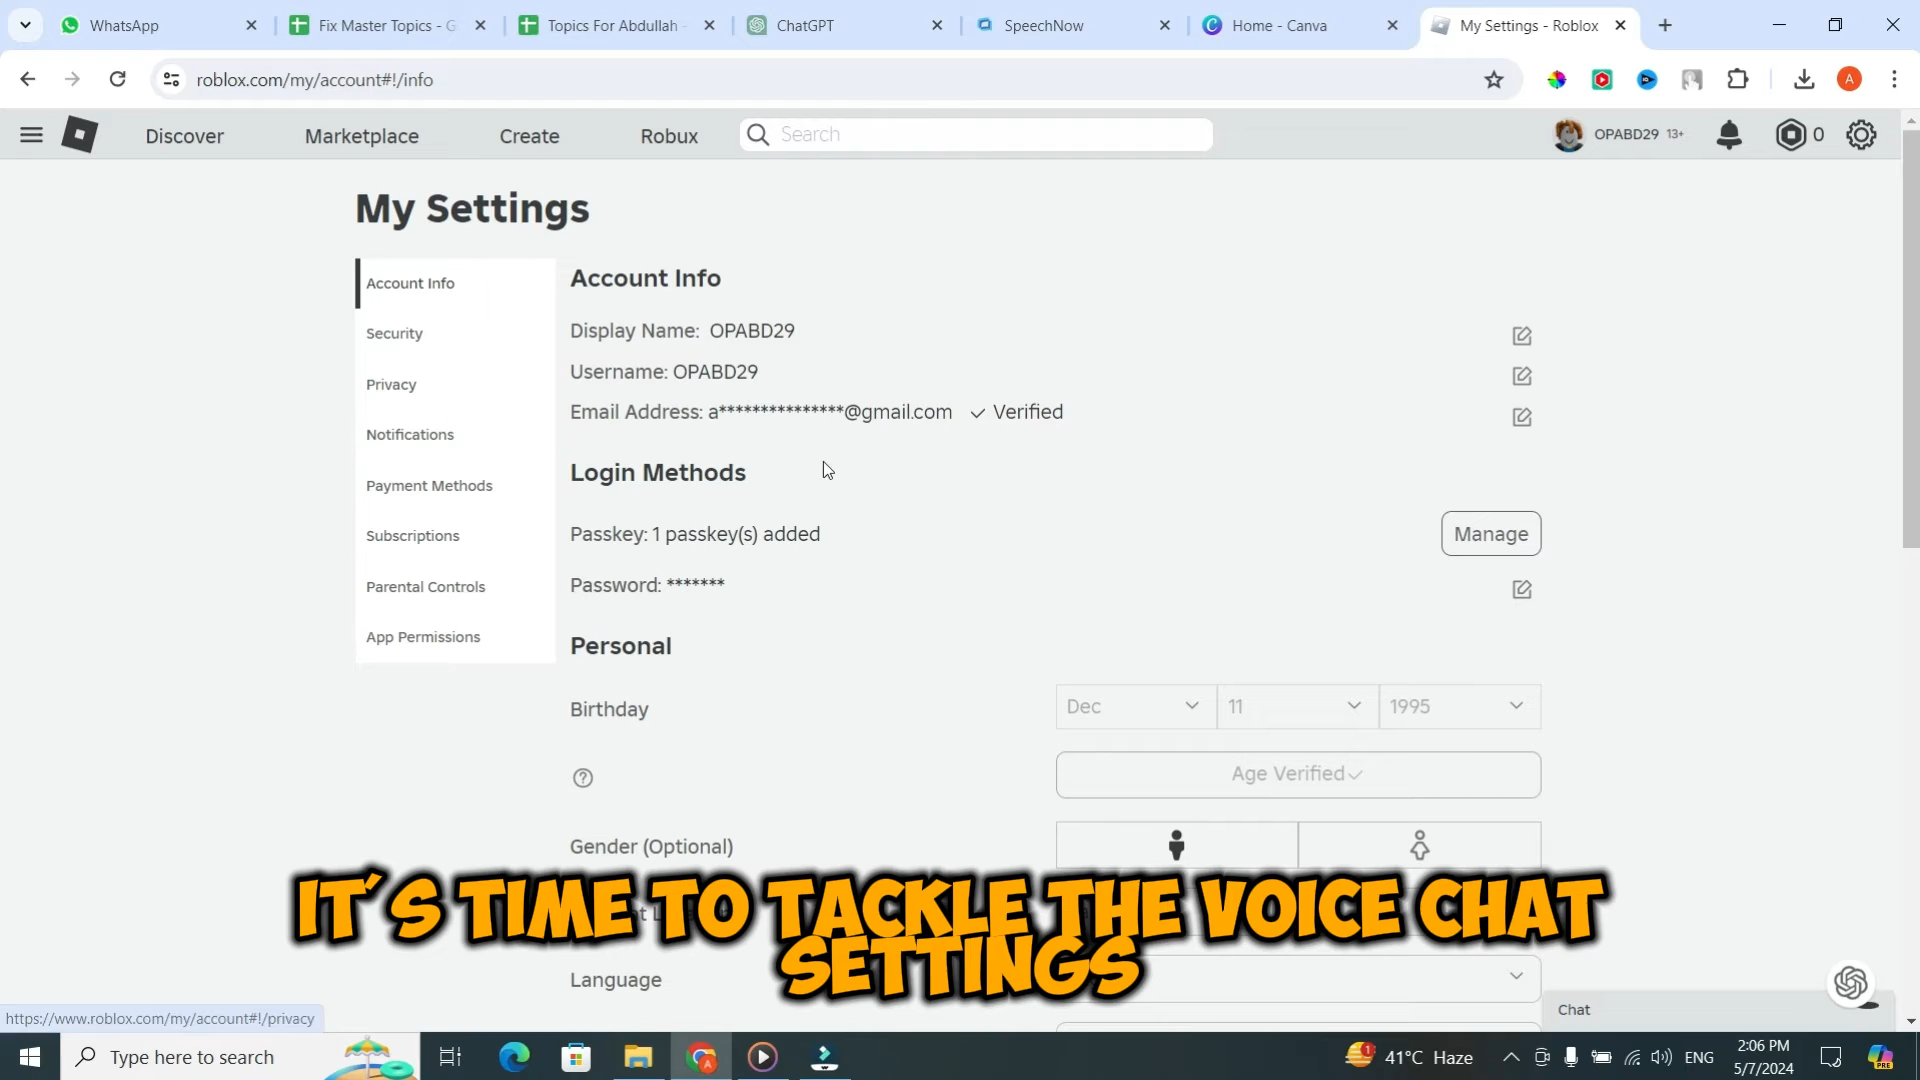 WhatsApp
Fix Master Topics - G
Topics For Abdullah -
ChatGPT
SpeechNow
Home - Canva
My Settings - Roblox
roblox.com/my/account#!/info
A
Discover
Marketplace
Create
Robux
Search
OPABD29 13+
0
My Settings
Account Info
Security
Privacy
Notifications
Payment Methods
Subscriptions
Parental Controls
App Permissions
Account Info
Display Name: OPABD29
Username: OPABD29
Email Address: a***************@gmail.com ✓ Verified
Login Methods
Passkey: 1 passkey(s) added
Manage
Password: *******
Personal
Birthday
Dec
11
1995
Age Verified✓
Gender (Optional)
IT'S TIME TO TACKLE THE VOICE CHAT
SETTINGS
Language
Chat
https://www.roblox.com/my/account#!/privacy
Type here to search
1
41°C Haze
ENG
2:06 PM
5/7/2024
PRE